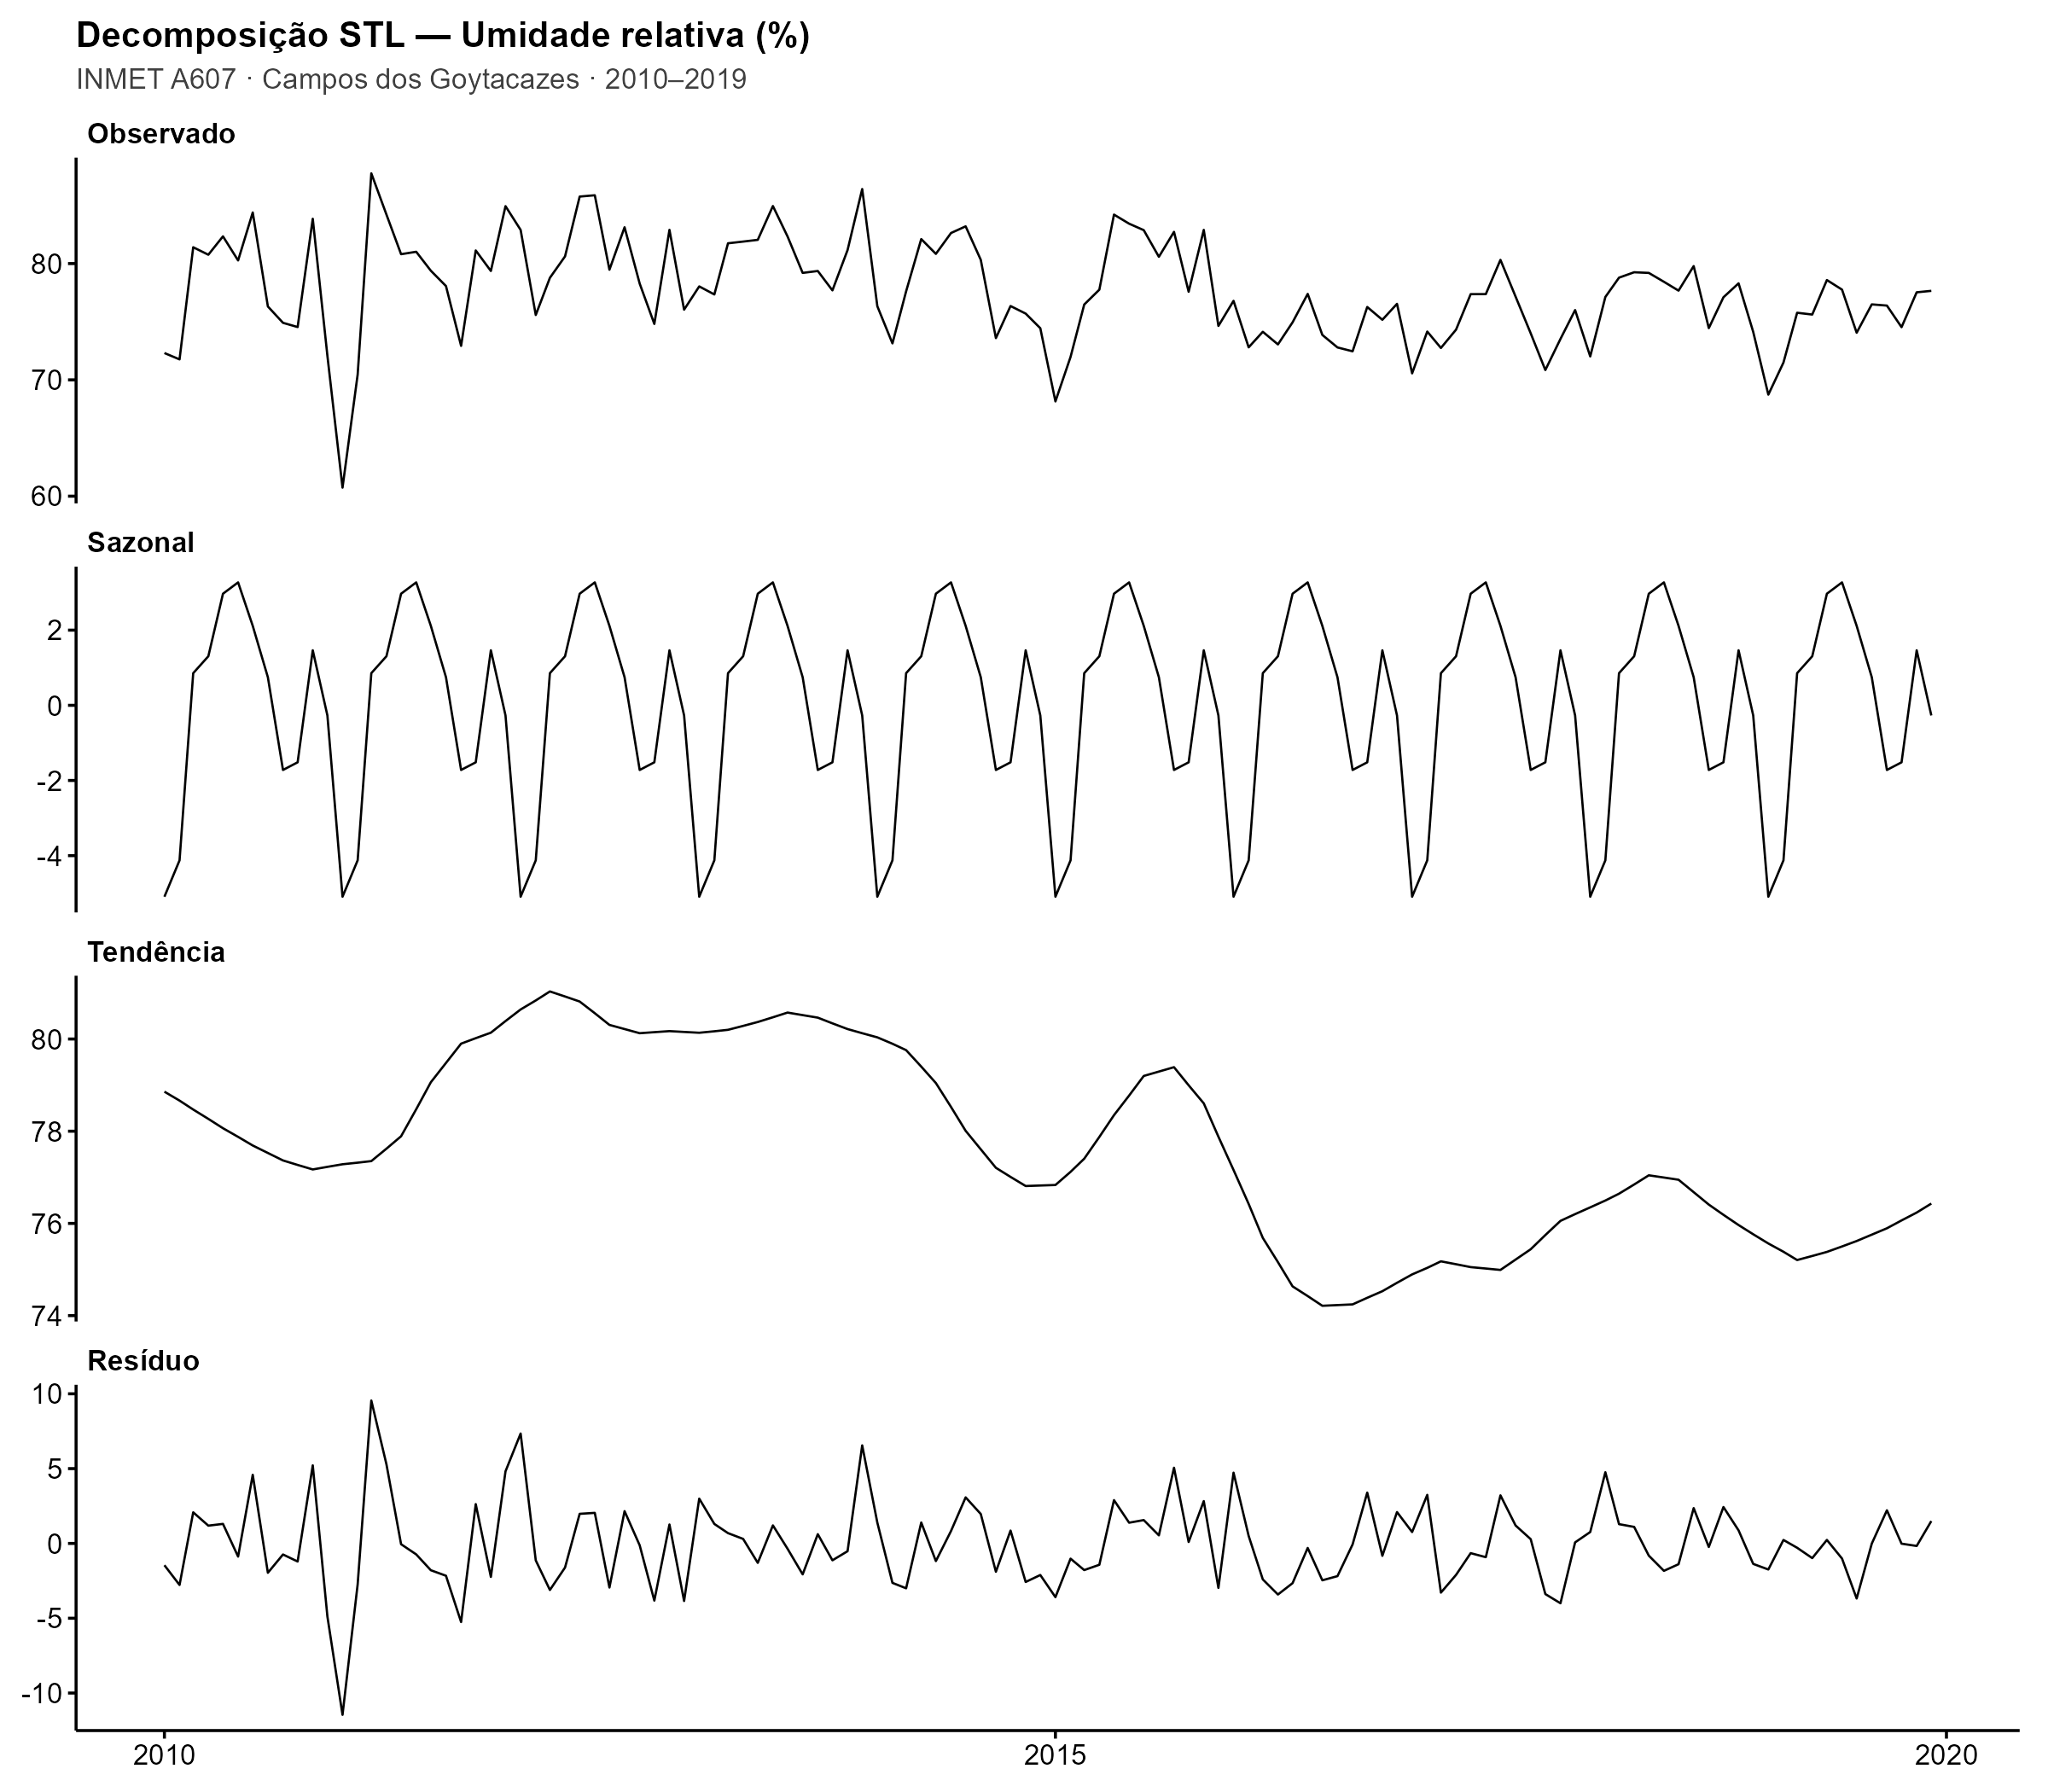 Decomposição STL — Umidade relativa (%)
INMET A607 · Campos dos Goytacazes · 2010–2019
Observado
80
70
60
Sazonal
2
0
-2
-4
Tendência
80
78
76
74
Resíduo
10
5
0
-5
-10
2010 2015 2020